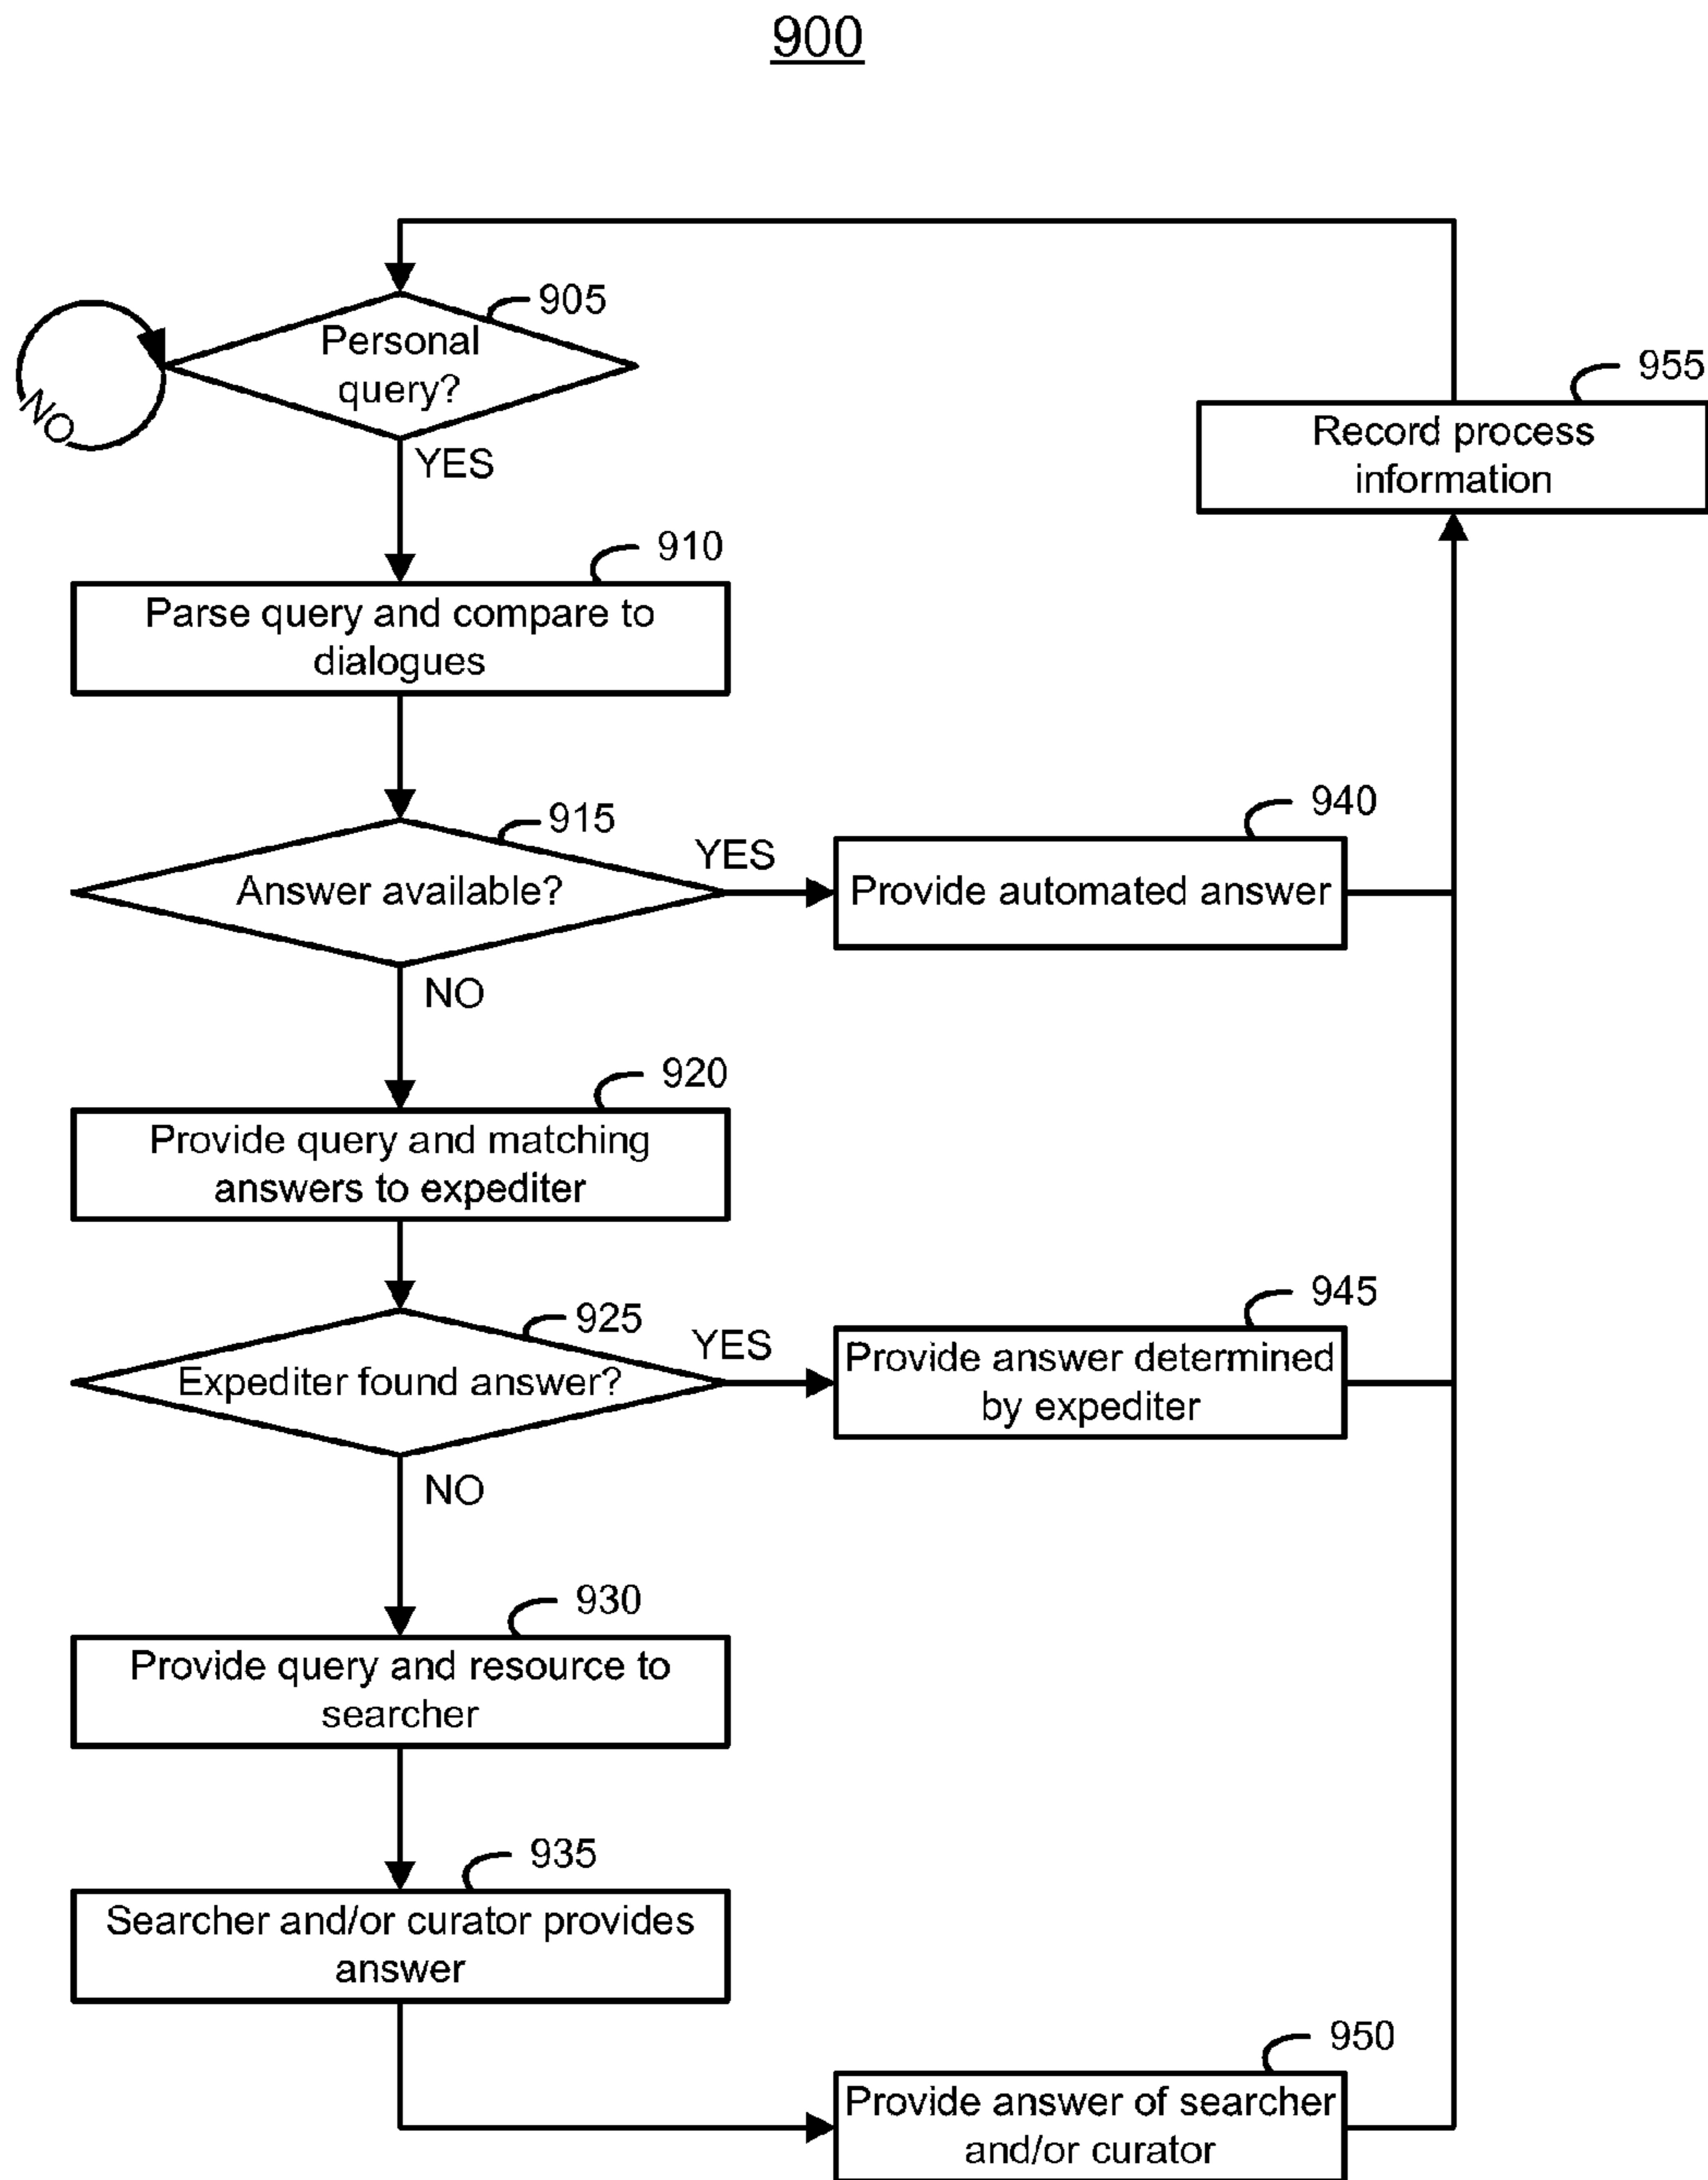 900
905
Personal
query?
NO
YES
955
Record process
information
910
Parse query and compare to
dialogues
915
Answer available?
YES
940
Provide automated answer
NO
920
Provide query and matching
answers to expediter
925
Expediter found answer?
YES
945
Provide answer determined
by expediter
NO
930
Provide query and resource to
searcher
935
Searcher and/or curator provides
answer
950
Provide answer of searcher
and/or curator